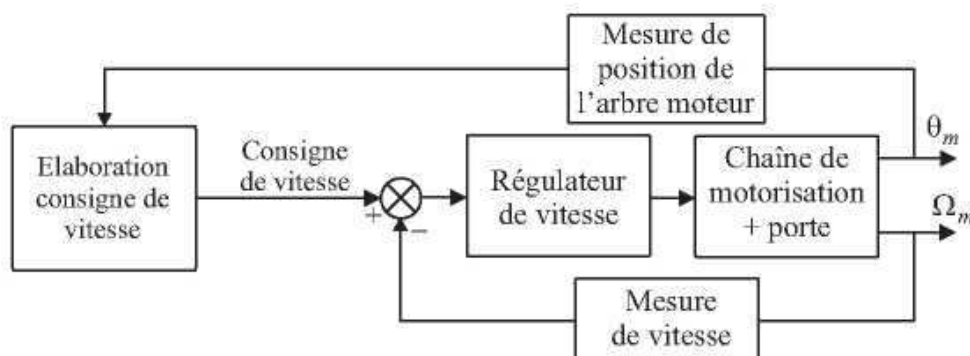 Mesure de
position de
l'arbre moteur
θm
Elaboration
consigne de
vitesse
Consigne
de vitesse
+
−
Régulateur
de vitesse
Chaîne de
motorisation
+ porte
Ωm
Mesure
de vitesse